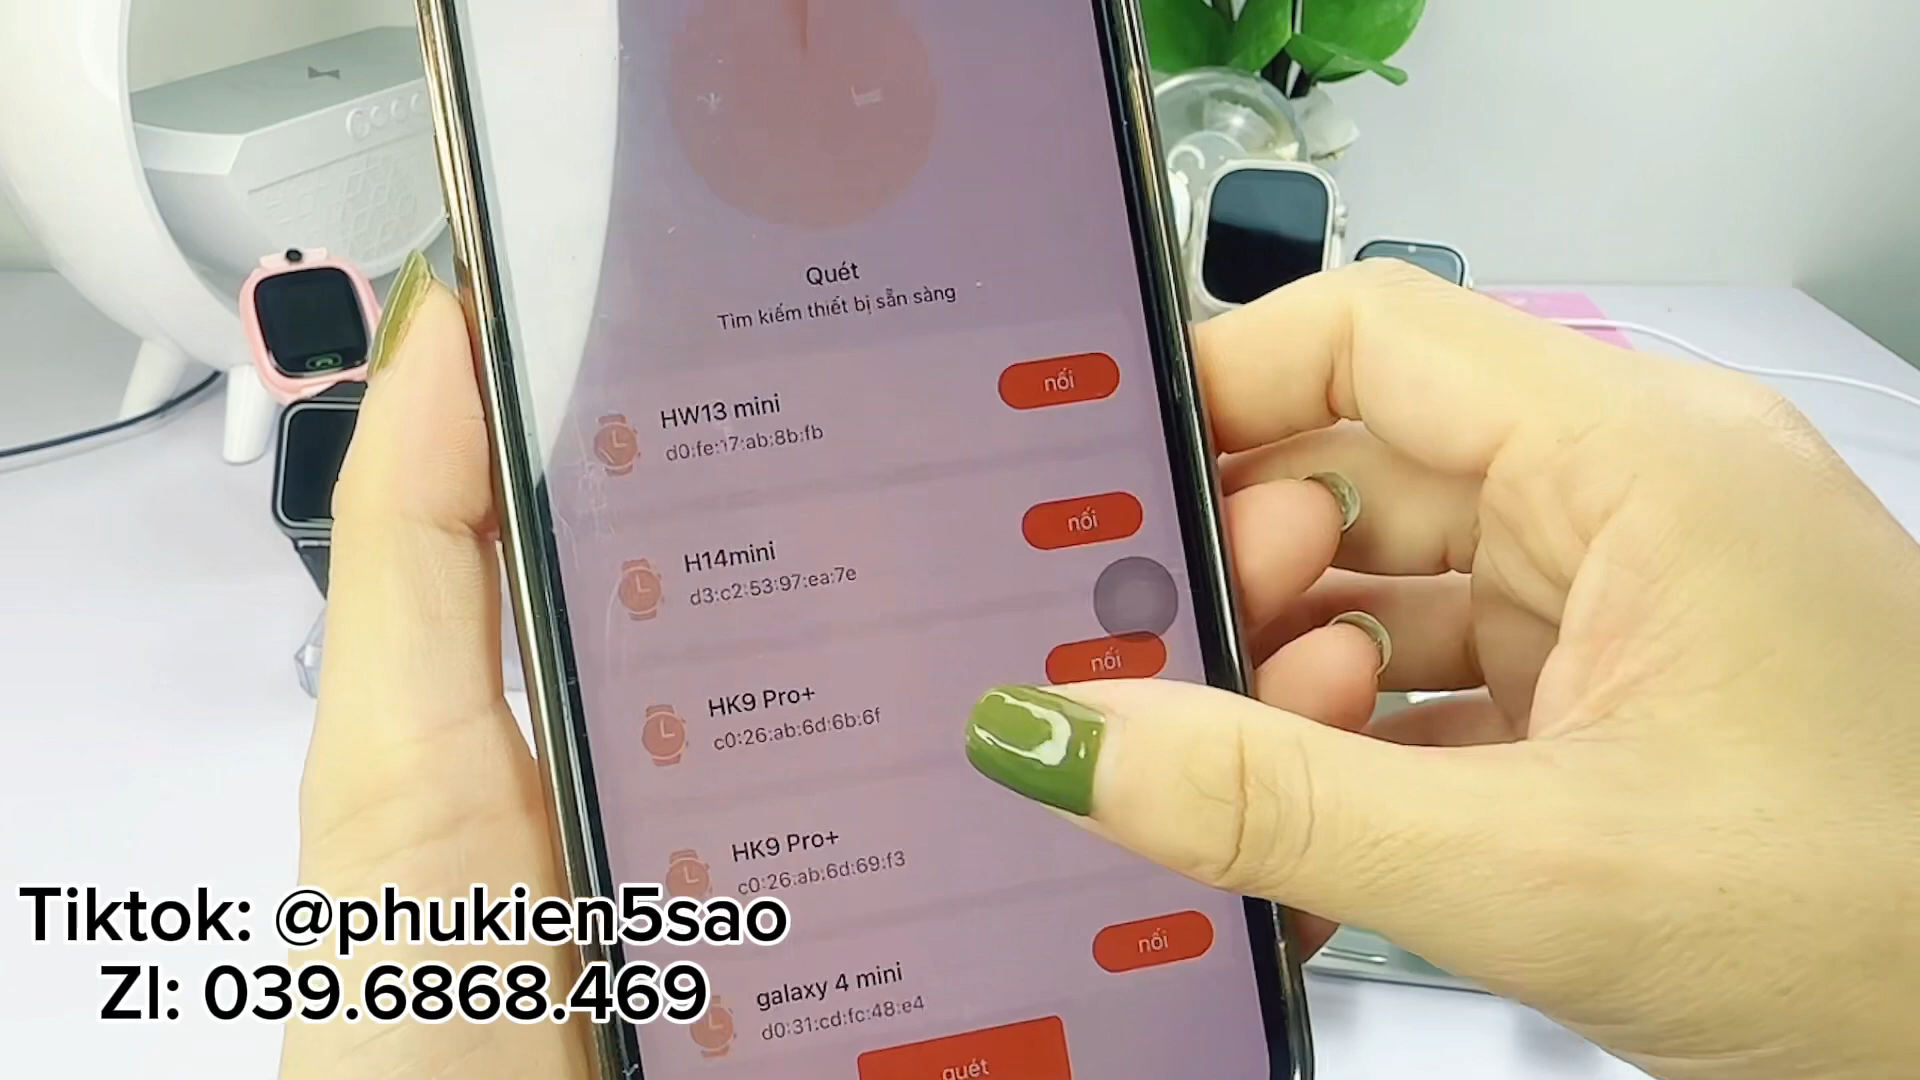 Quét
Tìm kiếm thiết bị sẵn sàng
HW13 mini
d0:fe:17:ab:8b:fb
nối
H14mini
d3:c2:53:97:ea:7e
nối
HK9 Pro+
c0:26:ab:6d:6b:6f
nối
HK9 Pro+
c0:26:ab:6d:69:f3
galaxy 4 mini
d0:31:cd:fc:48:e4
nối
quét
Tiktok: @phukien5sao
Zl: 039.6868.469